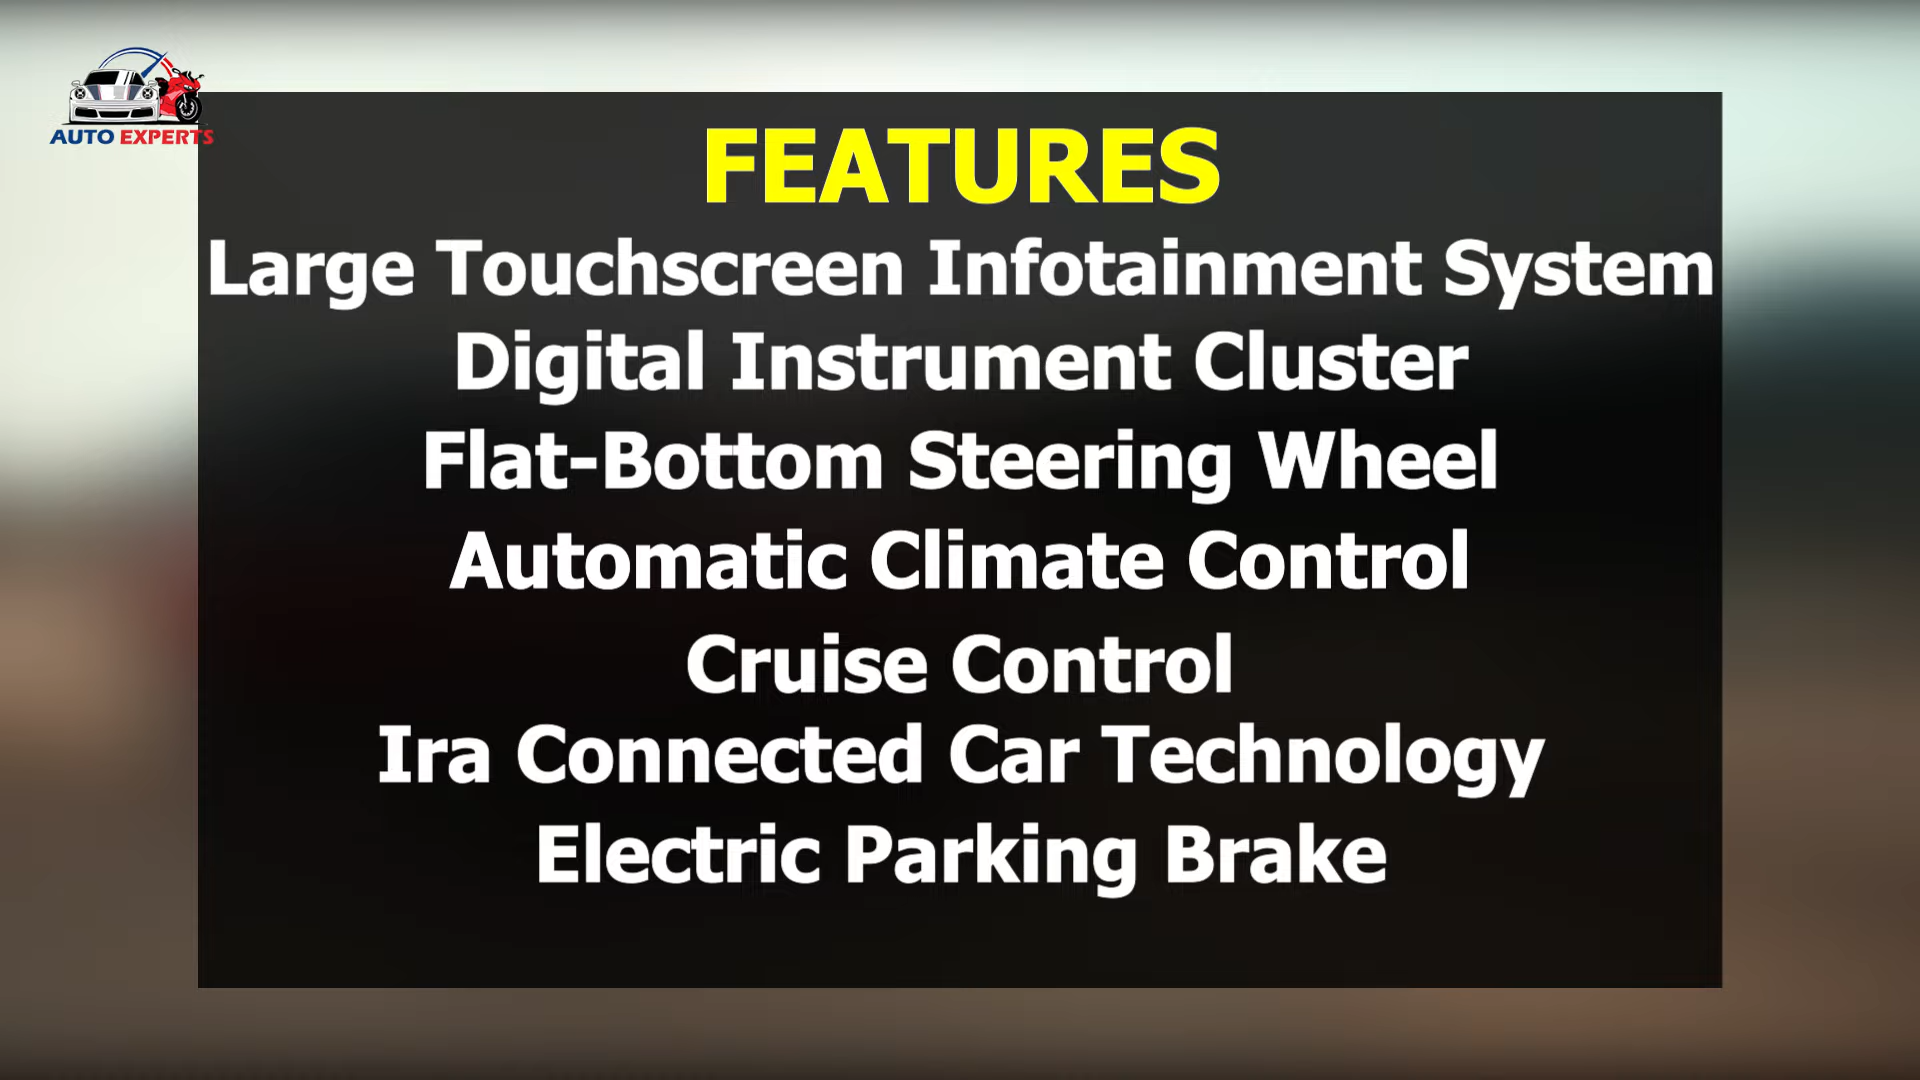 AUTO EXPERTS
FEATURES
Large Touchscreen Infotainment System
Digital Instrument Cluster
Flat-Bottom Steering Wheel
Automatic Climate Control
Cruise Control
Ira Connected Car Technology
Electric Parking Brake